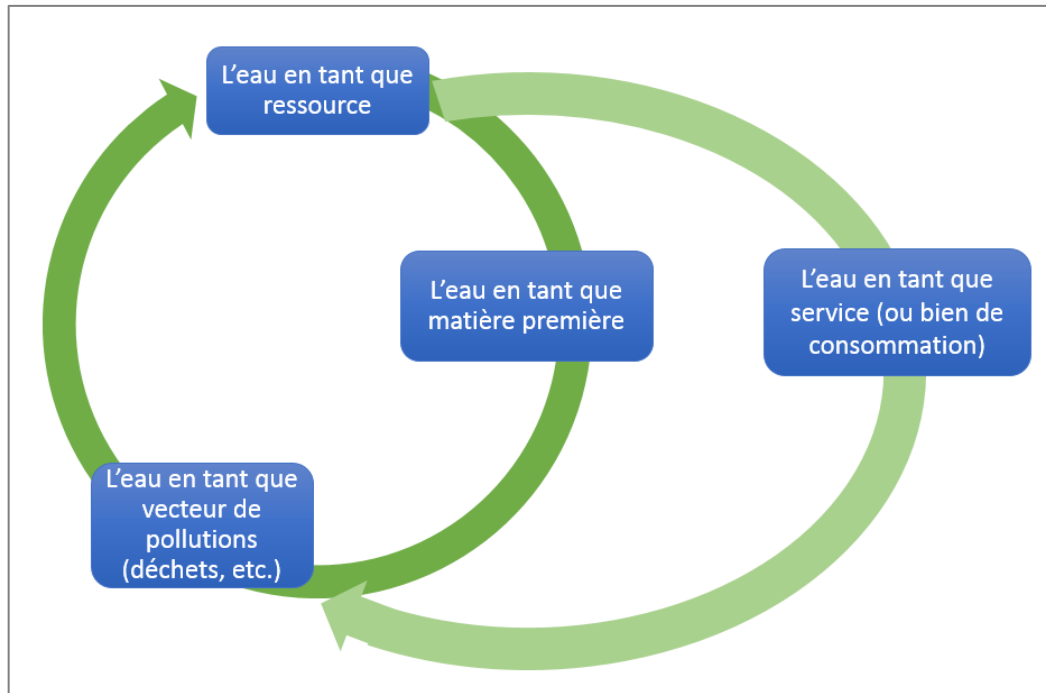 L’eau en tant que
ressource
L’eau en tant que
matière première
L’eau en tant que
service (ou bien de
consommation)
L’eau en tant que
vecteur de
pollutions
(déchets, etc.)